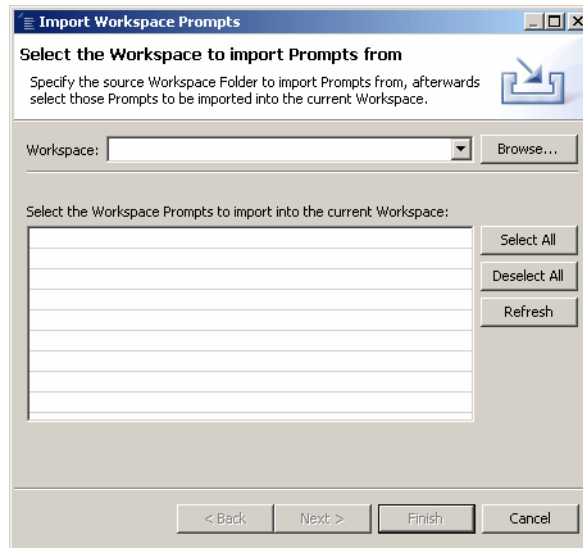 Import Workspace Prompts
Select the Workspace to import Prompts from
Specify the source Workspace Folder to import Prompts from, afterwards
select those Prompts to be imported into the current Workspace.
Workspace:
Browse...
Select the Workspace Prompts to import into the current Workspace:
Select All
Deselect All
Refresh
< Back
Next >
Finish
Cancel